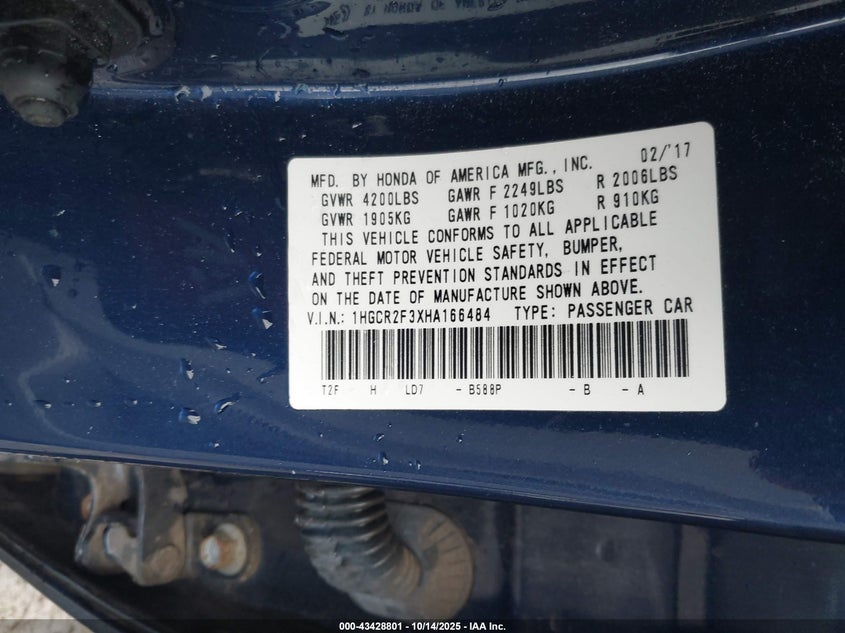 MFD. BY HONDA OF AMERICA MFG., INC. 02/'17
GVWR 4200LBS GAWR F 2249LBS R 2006LBS
GVWR 1905KG GAWR F 1020KG R 910KG
THIS VEHICLE CONFORMS TO ALL APPLICABLE
FEDERAL MOTOR VEHICLE SAFETY, BUMPER,
AND THEFT PREVENTION STANDARDS IN EFFECT
ON THE DATE OF MANUFACTURE SHOWN ABOVE.
V.I.N.: 1HGCR2F3XHA166484 TYPE: PASSENGER CAR
T2F H LD7 - B588P - B - A
000-43428801 | 10/14/2025 - IAA Inc.